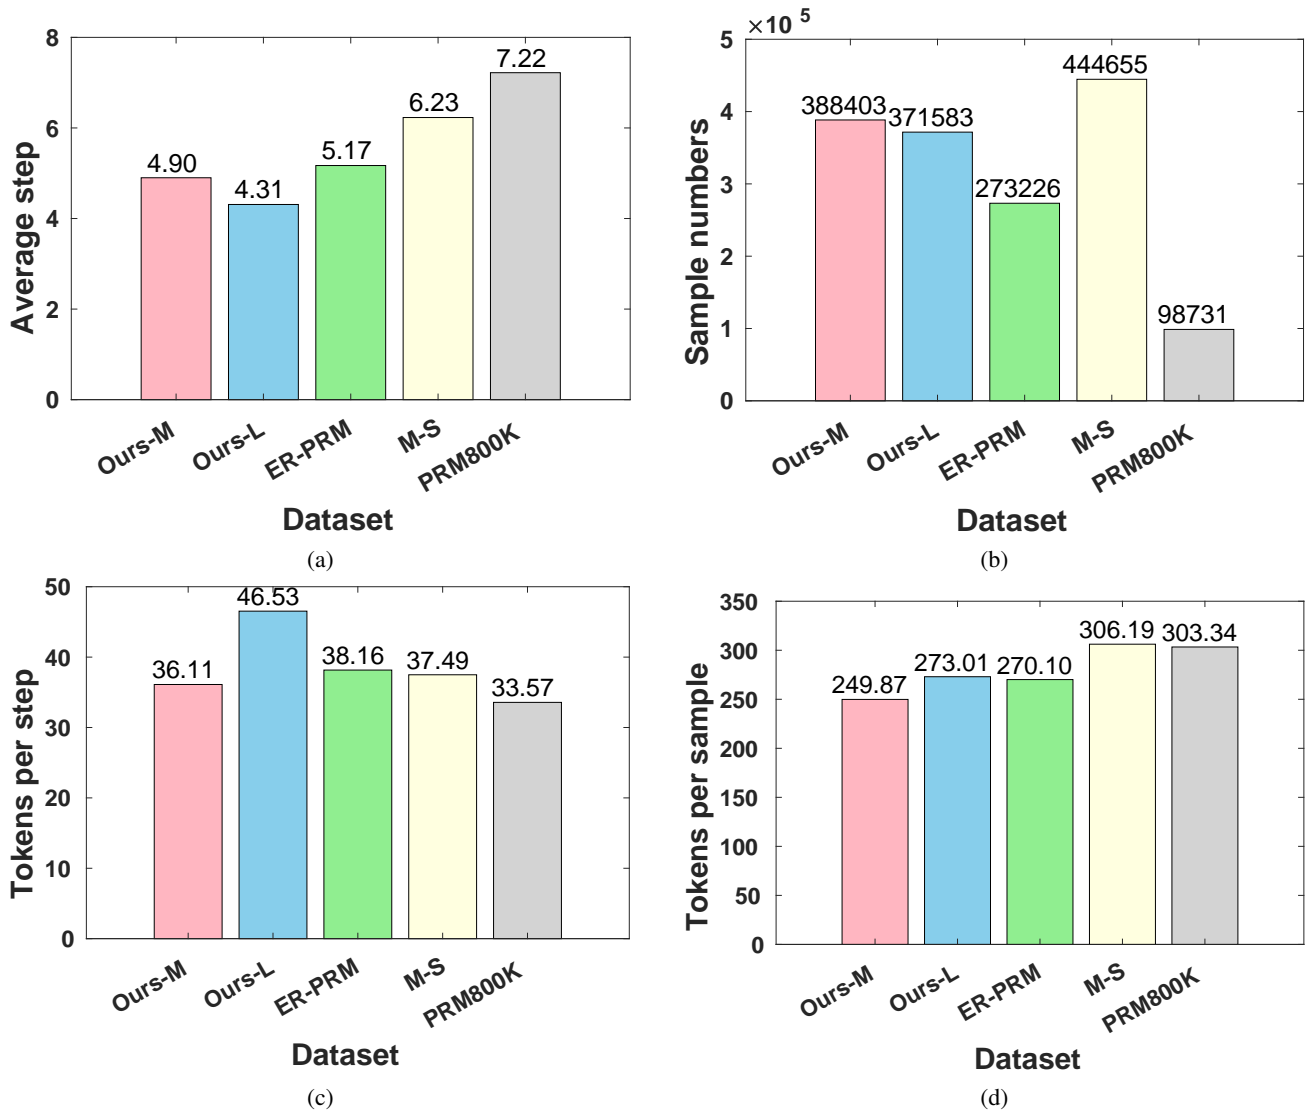 8
6
4
2
0
Average step
4.90
4.31
5.17
6.23
7.22
Ours-M
Ours-L
ER-PRM
M-S
PRM800K
Dataset
(a)
×10 5
5
4
3
2
1
0
Sample numbers
388403
371583
273226
444655
98731
Ours-M
Ours-L
ER-PRM
M-S
PRM800K
Dataset
(b)
50
40
30
20
10
0
Tokens per step
36.11
46.53
38.16
37.49
33.57
Ours-M
Ours-L
ER-PRM
M-S
PRM800K
Dataset
(c)
350
300
250
200
150
100
50
0
Tokens per sample
249.87
273.01
270.10
306.19
303.34
Ours-M
Ours-L
ER-PRM
M-S
PRM800K
Dataset
(d)